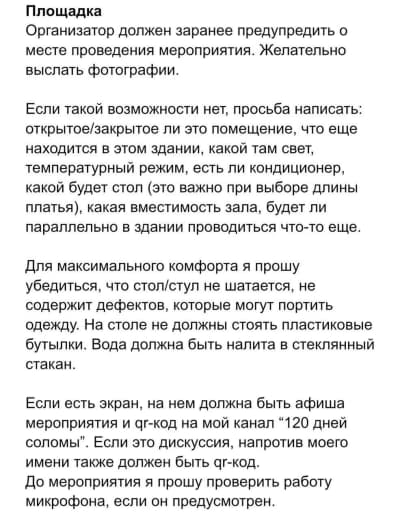 Площадка
Организатор должен заранее предупредить о
месте проведения мероприятия. Желательно
выслать фотографии.
Если такой возможности нет, просьба написать:
открытое/закрытое ли это помещение, что еще
находится в этом здании, какой там свет,
температурный режим, есть ли кондиционер,
какой будет стол (это важно при выборе длины
платья), какая вместимость зала, будет ли
параллельно в здании проводиться что-то еще.
Для максимального комфорта я прошу
убедиться, что стол/стул не шатается, не
содержит дефектов, которые могут портить
одежду. На столе не должны стоять пластиковые
бутылки. Вода должна быть налита в стеклянный
стакан.
Если есть экран, на нем должна быть афиша
мероприятия и qr-код на мой канал “120 дней
соломы”. Если это дискуссия, напротив моего
имени также должен быть qr-код.
До мероприятия я прошу проверить работу
микрофона, если он предусмотрен.